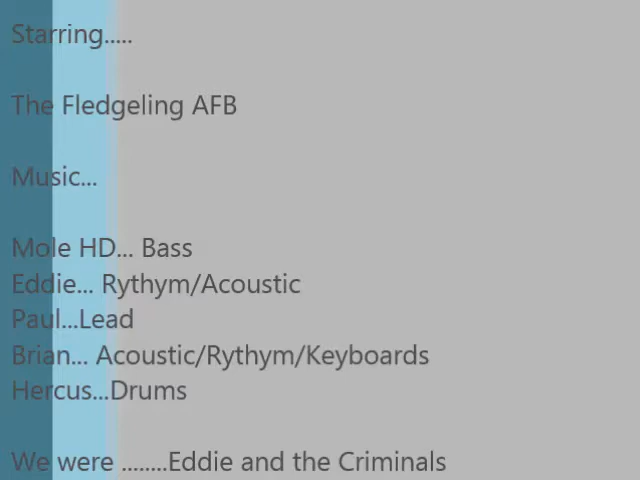 Starring.....
The Fledgeling AFB
Music...
Mole HD... Bass
Eddie... Rythym/Acoustic
Paul...Lead
Brian... Acoustic/Rythym/Keyboards
Hercus...Drums
We were ........Eddie and the Criminals